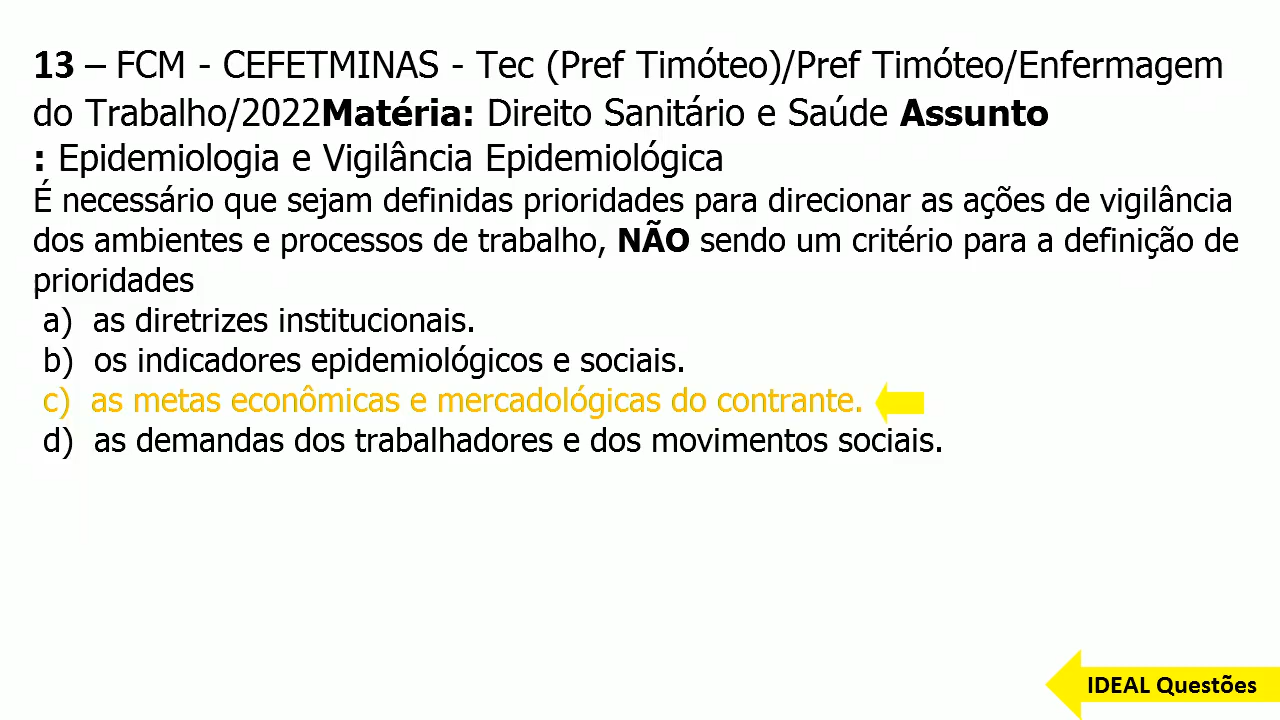 13 – FCM - CEFETMINAS - Tec (Pref Timóteo)/Pref Timóteo/Enfermagem
do Trabalho/2022Matéria: Direito Sanitário e Saúde Assunto
: Epidemiologia e Vigilância Epidemiológica
É necessário que sejam definidas prioridades para direcionar as ações de vigilância
dos ambientes e processos de trabalho, NÃO sendo um critério para a definição de
prioridades
a) as diretrizes institucionais.
b) os indicadores epidemiológicos e sociais.
c) as metas econômicas e mercadológicas do contrante.
d) as demandas dos trabalhadores e dos movimentos sociais.
IDEAL Questões